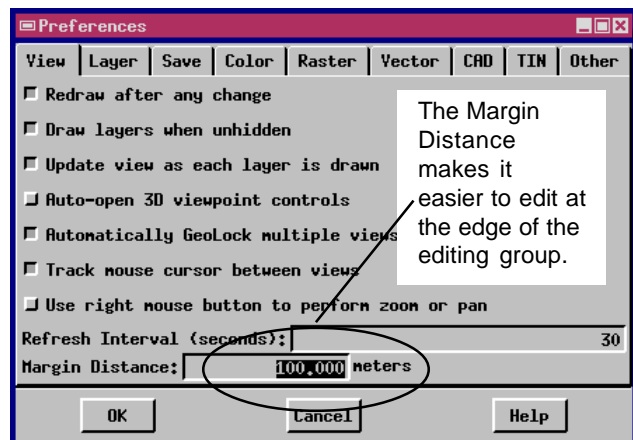 Preferences
View Layer Save Color Raster Vector CAD TIN Other
Redraw after any change
Draw layers when unhidden
Update view as each layer is drawn
Auto-open 3D viewpoint controls
Automatically GeoLock multiple views
Track mouse cursor between views
Use right mouse button to perform zoom or pan
Refresh Interval (seconds): 30
Margin Distance: 100.000 meters
OK Cancel Help
The Margin
Distance
makes it
easier to edit at
the edge of the
editing group.